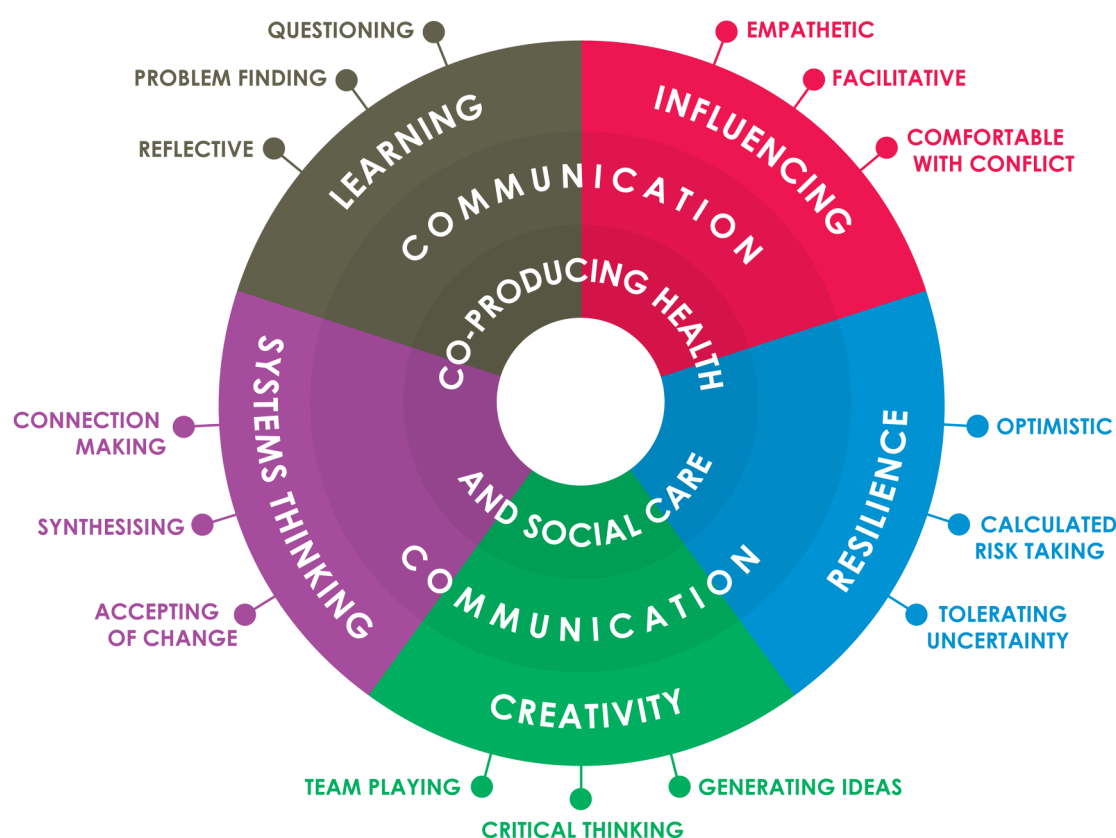 QUESTIONING
PROBLEM FINDING
REFLECTIVE
LEARNING
EMPATHETIC
FACILITATIVE
COMFORTABLE
WITH CONFLICT
INFLUENCING
COMMUNICATION
CO-PRODUCING HEALTH
AND SOCIAL CARE
COMMUNICATION
SYSTEMS THINKING
CONNECTION
MAKING
SYNTHESISING
ACCEPTING
OF CHANGE
RESILIENCE
OPTIMISTIC
CALCULATED
RISK TAKING
TOLERATING
UNCERTAINTY
CREATIVITY
TEAM PLAYING
CRITICAL THINKING
GENERATING IDEAS